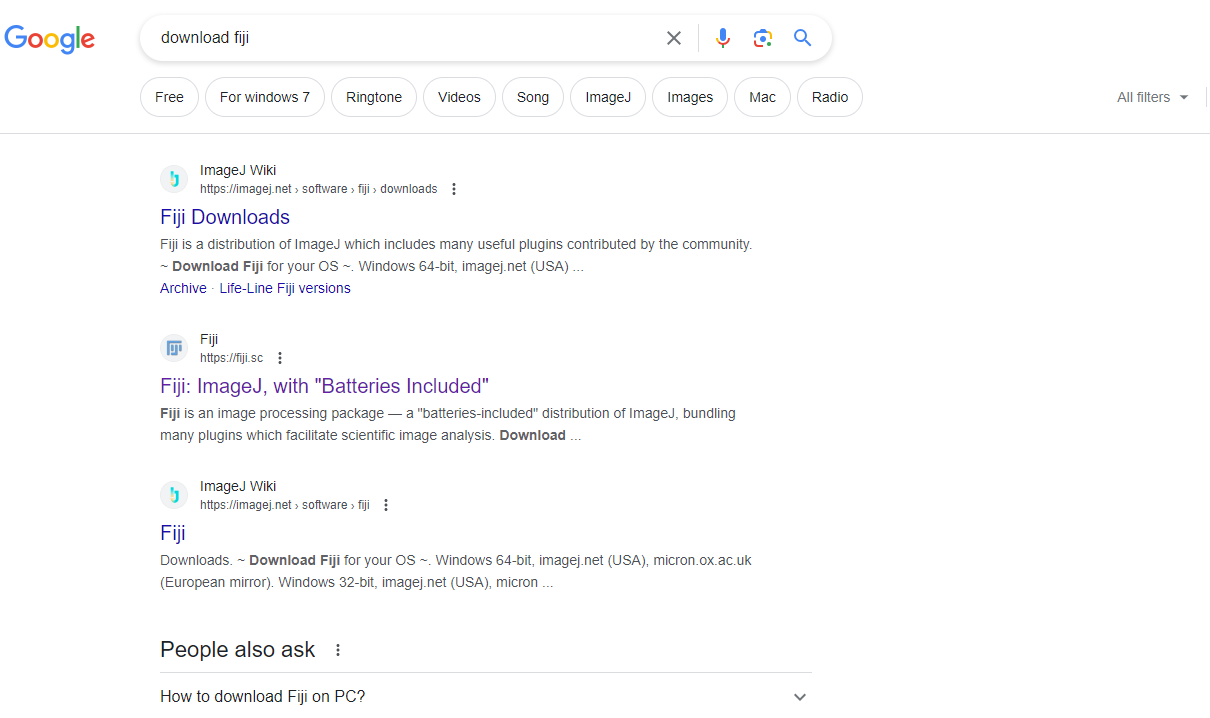 Google
download fiji
Free For windows 7 Ringtone Videos Song ImageJ Images Mac Radio All filters
ImageJ Wiki
https://imagej.net › software › fiji › downloads
Fiji Downloads
Fiji is a distribution of ImageJ which includes many useful plugins contributed by the community.
~ Download Fiji for your OS ~. Windows 64-bit, imagej.net (USA) ...
Archive · Life-Line Fiji versions
Fiji
https://fiji.sc
Fiji: ImageJ, with "Batteries Included"
Fiji is an image processing package — a "batteries-included" distribution of ImageJ, bundling
many plugins which facilitate scientific image analysis. Download ...
ImageJ Wiki
https://imagej.net › software › fiji
Fiji
Downloads. ~ Download Fiji for your OS ~. Windows 64-bit, imagej.net (USA), micron.ox.ac.uk
(European mirror). Windows 32-bit, imagej.net (USA), micron ...
People also ask
How to download Fiji on PC?